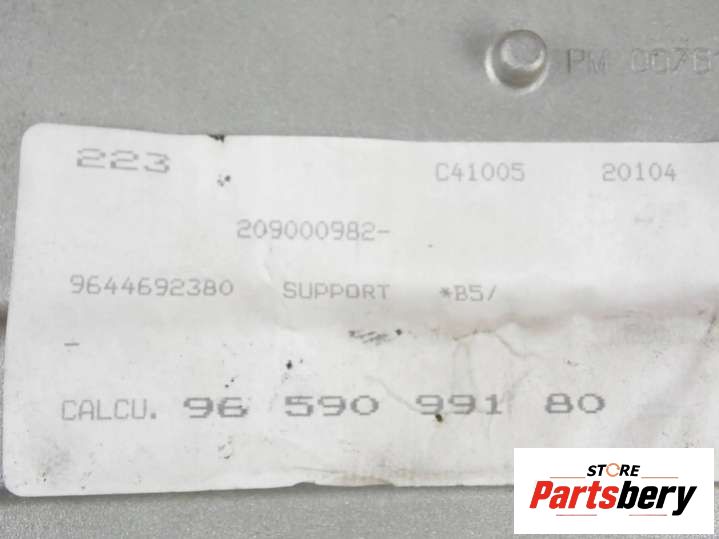 PM 0076
223
C41005 20104
209000982-
9644692380 SUPPORT *B5/
-
CALCU. 96 590 991 80
STORE
Partsbery